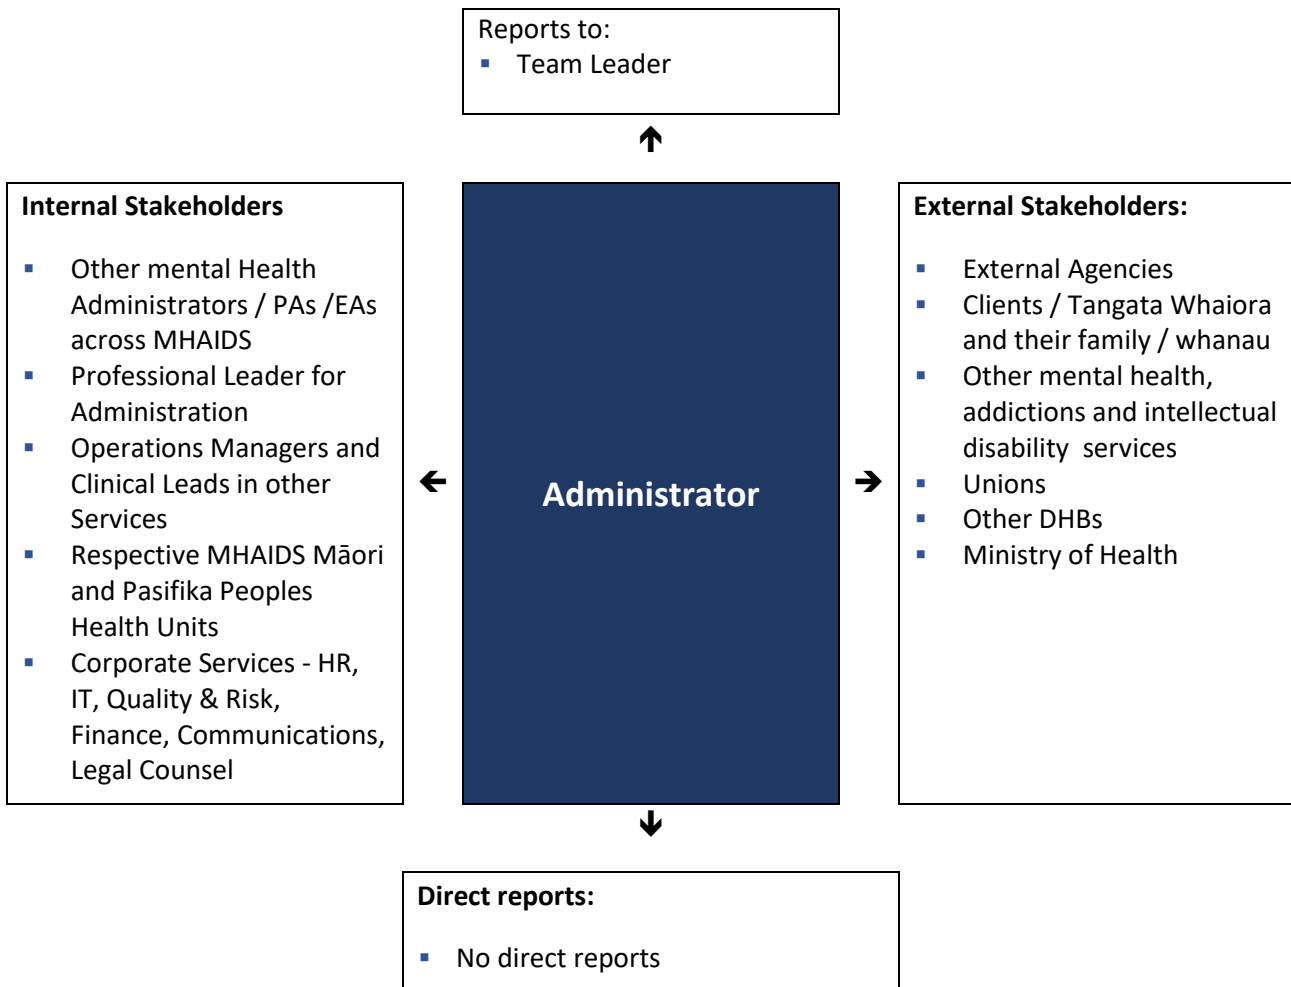 Reports to:
▪ Team Leader
🡱
Internal Stakeholders
▪ Other mental Health
Administrators / PAs /EAs
across MHAIDS
▪ Professional Leader for
Administration
▪ Operations Managers and
Clinical Leads in other
Services
▪ Respective MHAIDS Māori
and Pasifika Peoples
Health Units
▪ Corporate Services - HR,
IT, Quality & Risk,
Finance, Communications,
Legal Counsel
🡰
Administrator
🡲
External Stakeholders:
▪ External Agencies
▪ Clients / Tangata Whaiora
and their family / whanau
▪ Other mental health,
addictions and intellectual
disability  services
▪ Unions
▪ Other DHBs
▪ Ministry of Health
🡳
Direct reports:
▪ No direct reports